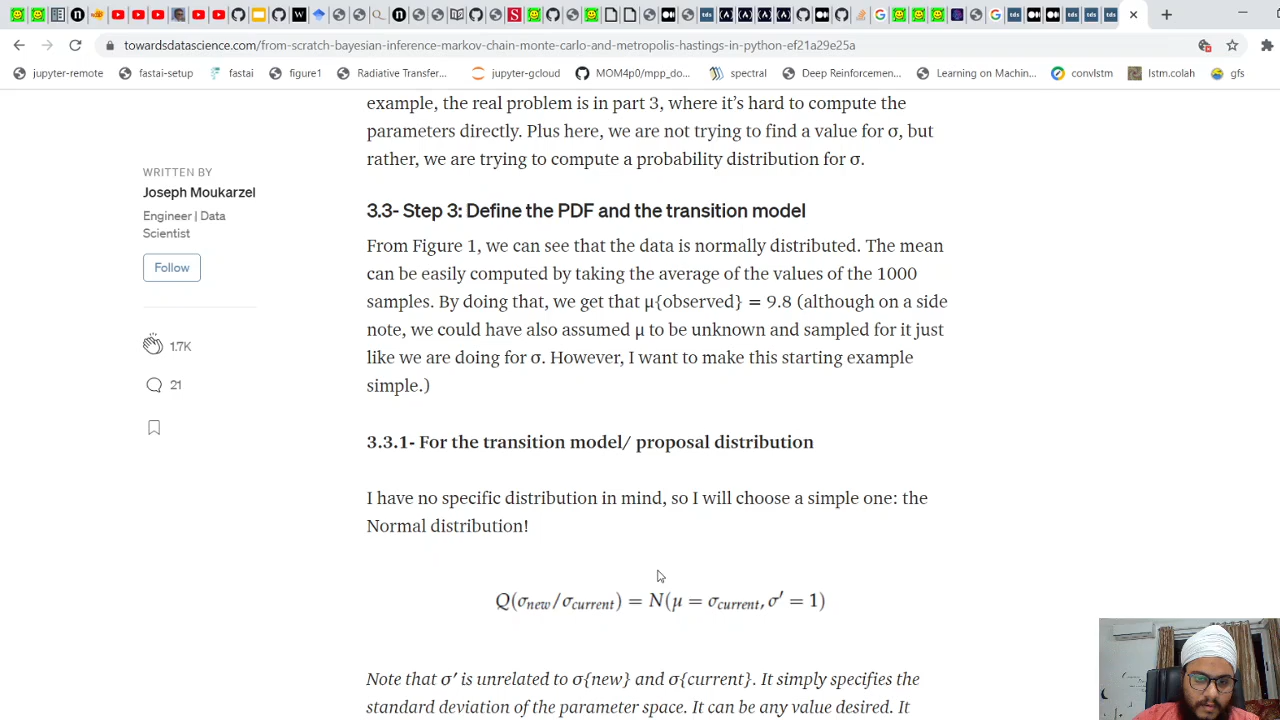 towardsdatascience.com/from-scratch-bayesian-inference-markov-chain-monte-carlo-and-metropolis-hastings-in-python-ef21a29e25a
jupyter-remote fastai-setup fastai figure1 Radiative Transfer... jupyter-gcloud MOM4p0/mpp_do... spectral Deep Reinforcemen... Learning on Machin... convlstm lstm.colah gfs
example, the real problem is in part 3, where it's hard to compute the
parameters directly. Plus here, we are not trying to find a value for σ, but
rather, we are trying to compute a probability distribution for σ.
WRITTEN BY
Joseph Moukarzel
Engineer | Data
Scientist
Follow
1.7K
21
3.3- Step 3: Define the PDF and the transition model
From Figure 1, we can see that the data is normally distributed. The mean
can be easily computed by taking the average of the values of the 1000
samples. By doing that, we get that μ{observed} = 9.8 (although on a side
note, we could have also assumed μ to be unknown and sampled for it just
like we are doing for σ. However, I want to make this starting example
simple.)
3.3.1- For the transition model/ proposal distribution
I have no specific distribution in mind, so I will choose a simple one: the
Normal distribution!
Q(σnew/σcurrent) = N(μ = σcurrent, σ′ = 1)
Note that σ′ is unrelated to σ{new} and σ{current}. It simply specifies the
standard deviation of the parameter space. It can be any value desired. It